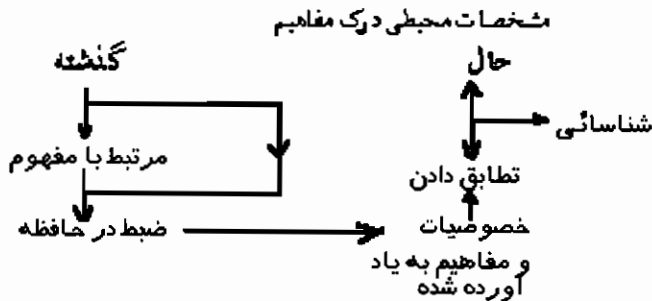 مشخصات محیطی درک مفاهیم
گذشته
حال
شناسائی
مرتبط با مفهوم
تطابق دادن
ضبط در حافظه
خصوصیات
و مفاهیم به یاد
آورده شده